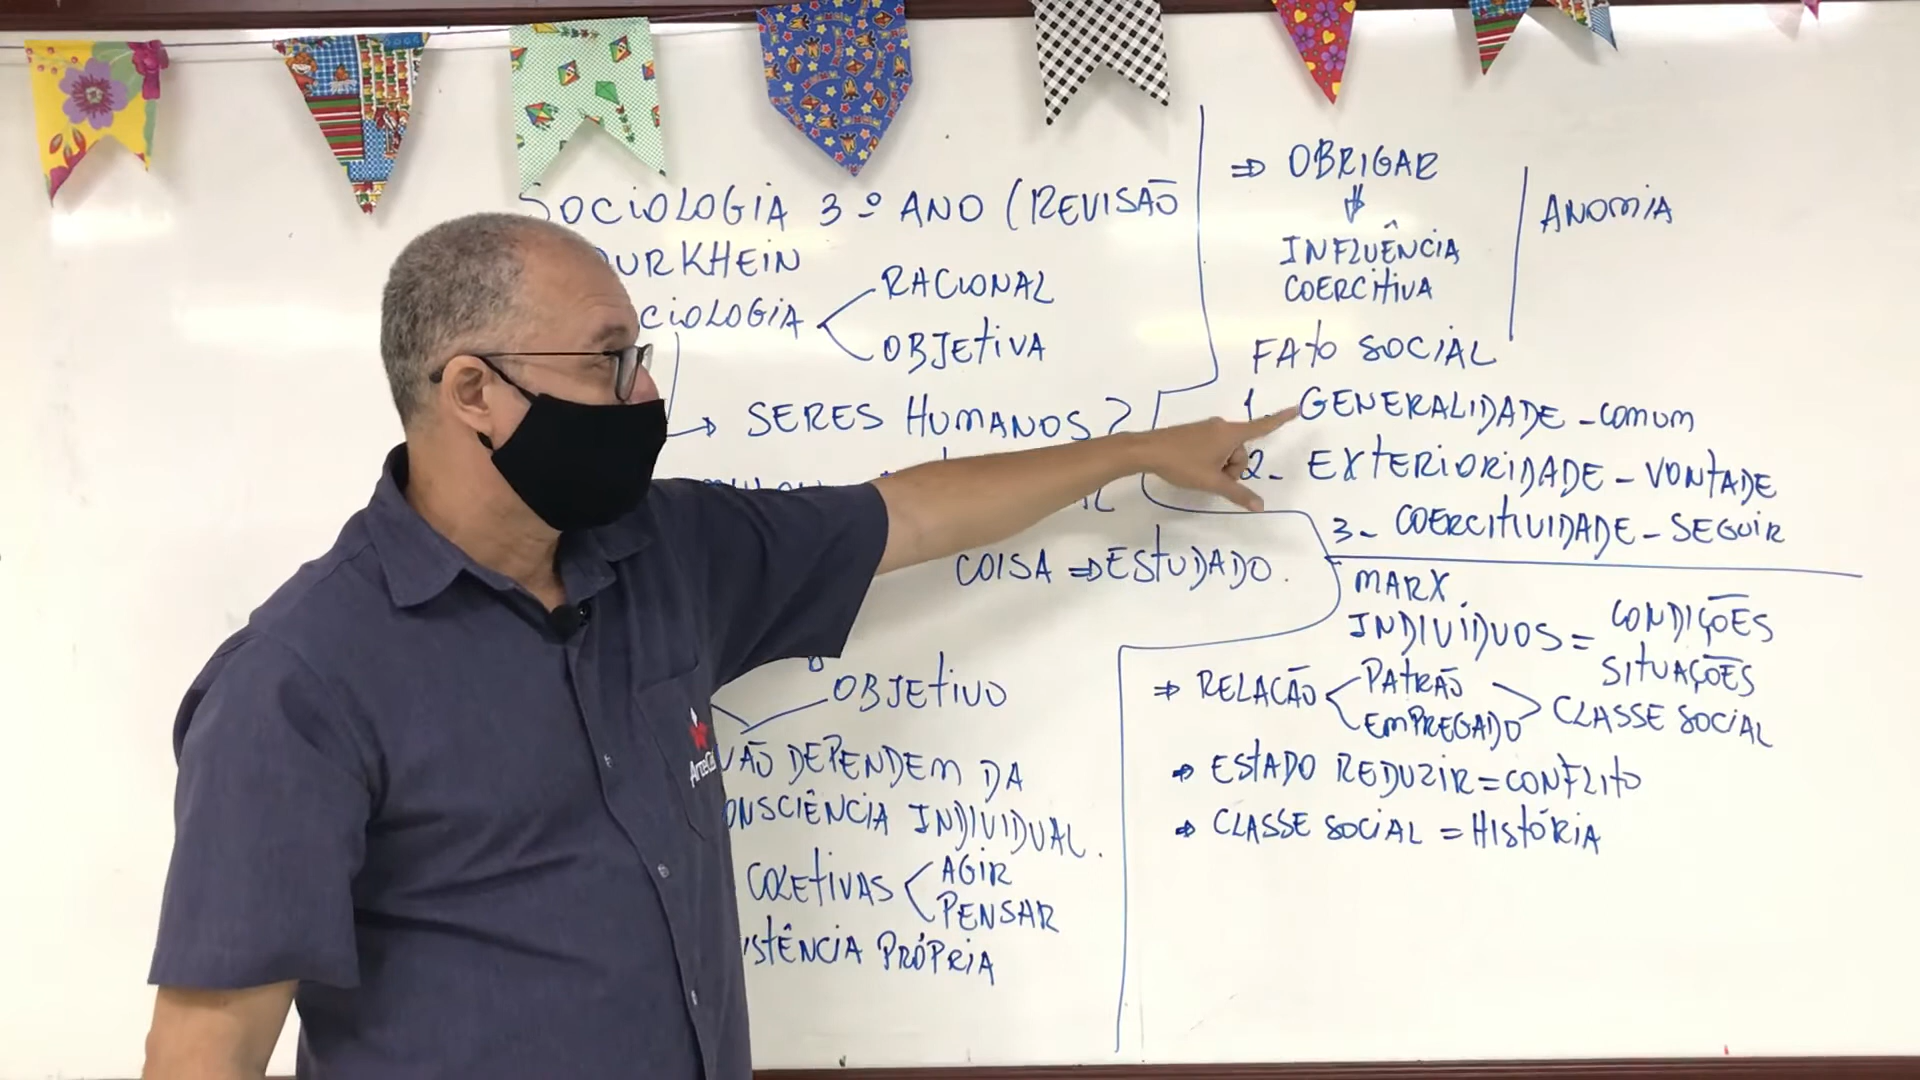 SOCIOLOGIA 3º ANO (REVISÃO
DURKHEIN
CIOLOGIA
RACIONAL
OBJETIVA
SERES HUMANOS?
COISA ⇒ ESTUDADO.
OBJETIVO
NÃO DEPENDEM DA
ONSCIÊNCIA INDIVIDUAL.
COLETIVAS
AGIR
PENSAR
ISTÊNCIA PRÓPRIA
⇒ OBRIGAR
INFLUÊNCIA
COERCITIVA
ANOMIA
FATO SOCIAL
1- GENERALIDADE - COMUM
2- EXTERIORIDADE - VONTADE
3- COERCITIVIDADE - SEGUIR
MARX
INDIVÍDUOS = CONDIÇÕES
SITUAÇÕES
⇒ RELACÃO
PATRÃO
EMPREGADO
CLASSE SOCIAL
⇒ ESTADO REDUZIR = CONFLITO
⇒ CLASSE SOCIAL = HISTÓRIA